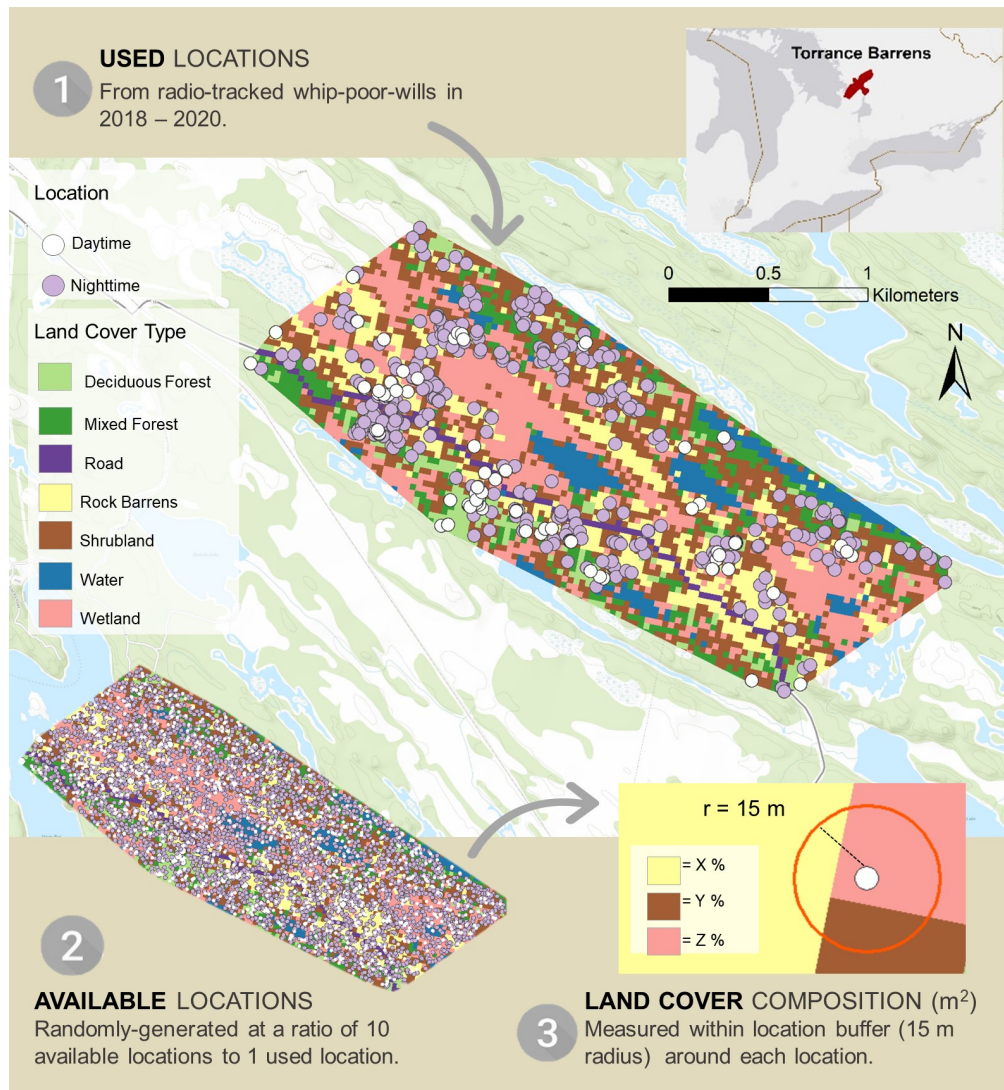 1
USED LOCATIONS
From radio-tracked whip-poor-wills in
2018 – 2020.
Torrance Barrens
Location
Daytime
Nighttime
0 0.5 1
Kilometers
N
Land Cover Type
Deciduous Forest
Mixed Forest
Road
Rock Barrens
Shrubland
Water
Wetland
r = 15 m
= X %
= Y %
= Z %
2
AVAILABLE LOCATIONS
Randomly-generated at a ratio of 10
available locations to 1 used location.
3
LAND COVER COMPOSITION (m²)
Measured within location buffer (15 m
radius) around each location.